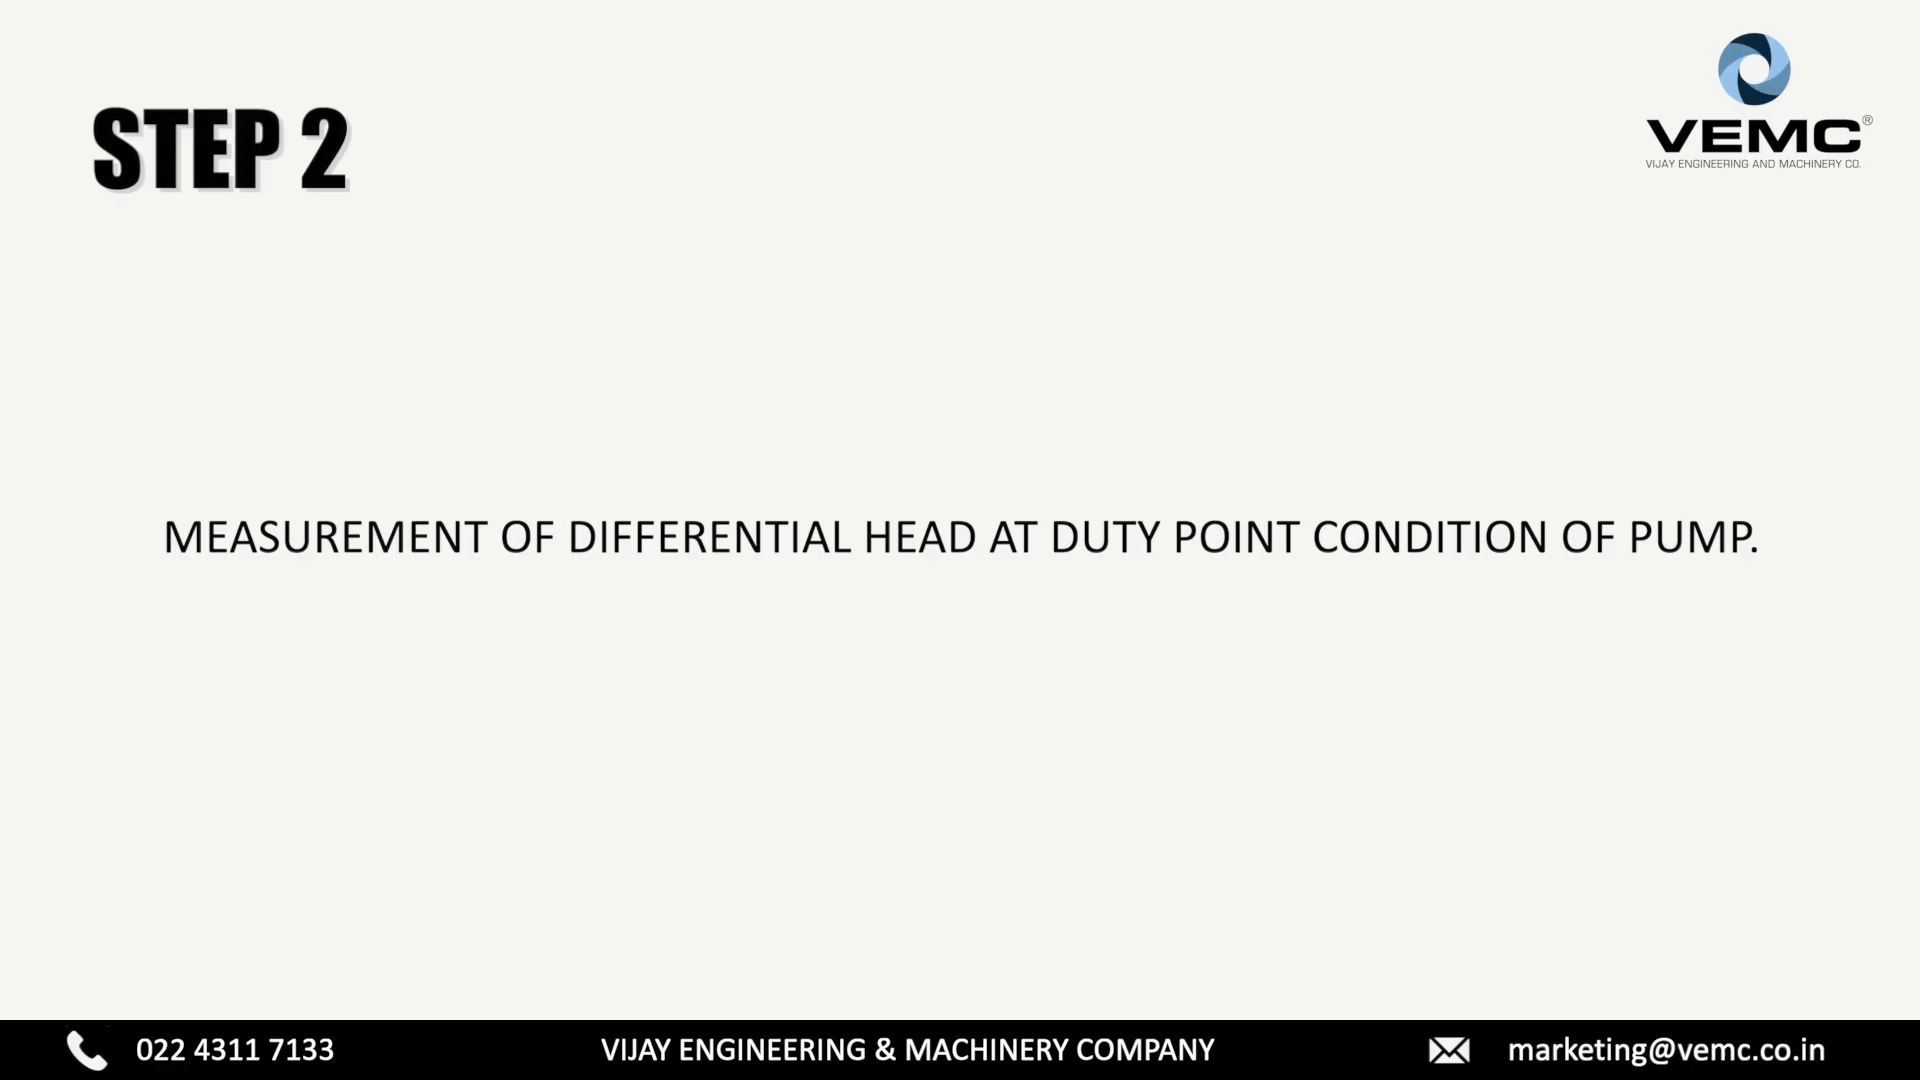 STEP 2
VEMC®
VIJAY ENGINEERING AND MACHINERY CO.
MEASUREMENT OF DIFFERENTIAL HEAD AT DUTY POINT CONDITION OF PUMP.
022 4311 7133
VIJAY ENGINEERING & MACHINERY COMPANY
marketing@vemc.co.in